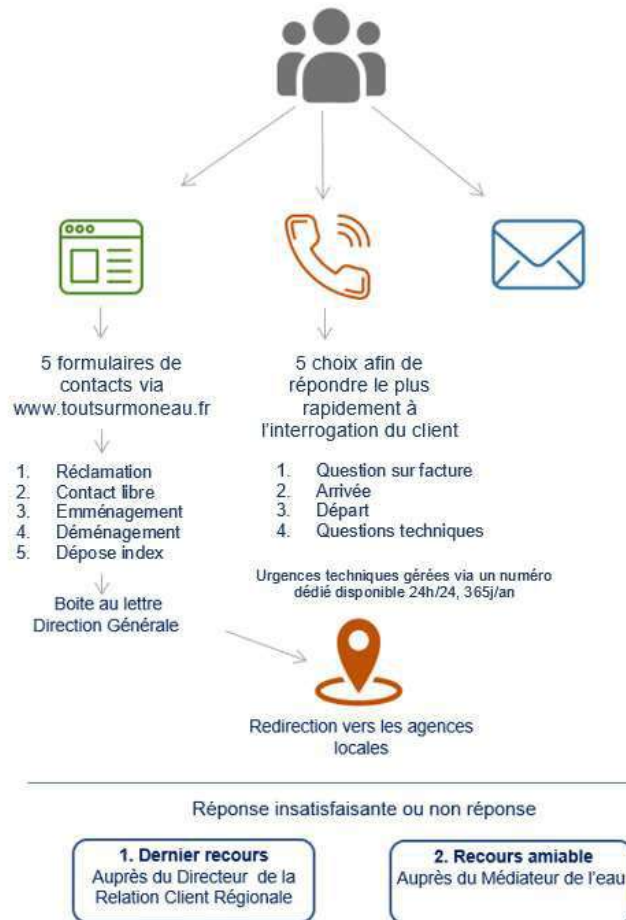 5 formulaires de
contacts via
www.toutsurmoneau.fr
1. Réclamation
2. Contact libre
3. Emménagement
4. Déménagement
5. Dépose index
Boite au lettre
Direction Générale
5 choix afin de
répondre le plus
rapidement à
l'interrogation du client
1. Question sur facture
2. Arrivée
3. Départ
4. Questions techniques
Urgences techniques gérées via un numéro
dédié disponible 24h/24, 365j/an
Redirection vers les agences
locales
Réponse insatisfaisante ou non réponse
1. Dernier recours
Auprès du Directeur de la
Relation Client Régionale
2. Recours amiable
Auprès du Médiateur de l'eau